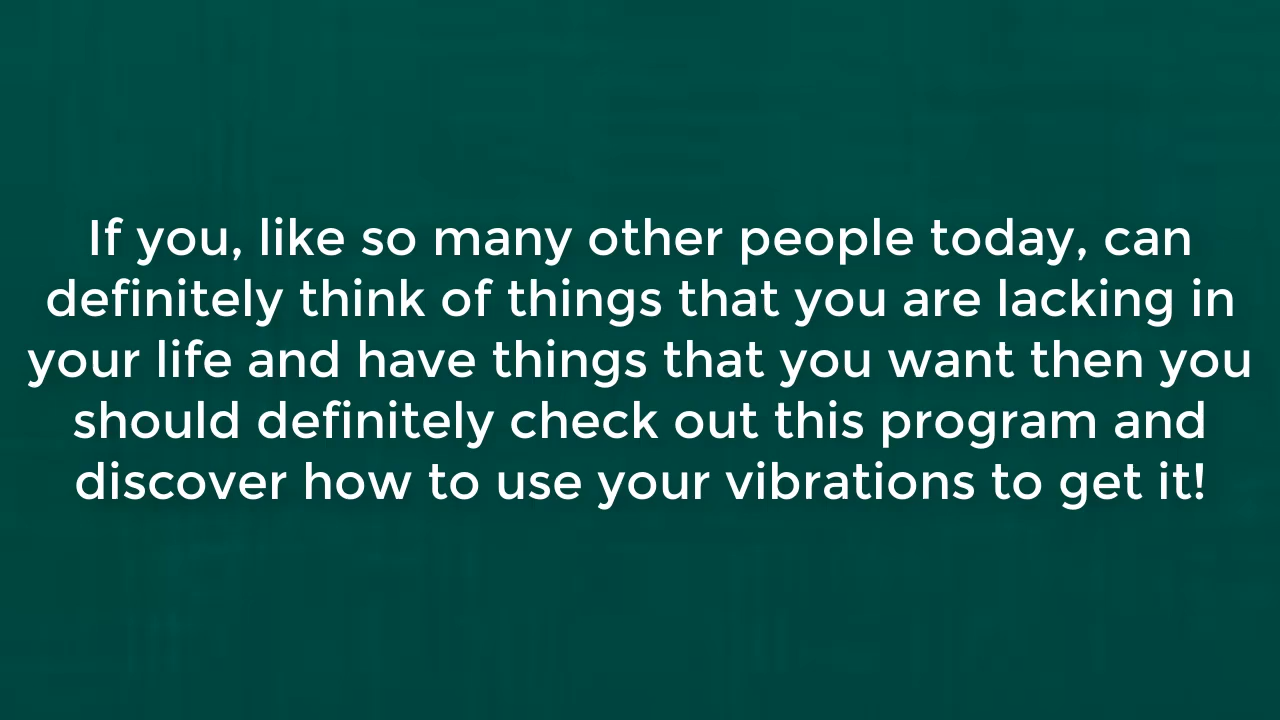 If you, like so many other people today, can
definitely think of things that you are lacking in
your life and have things that you want then you
should definitely check out this program and
discover how to use your vibrations to get it!